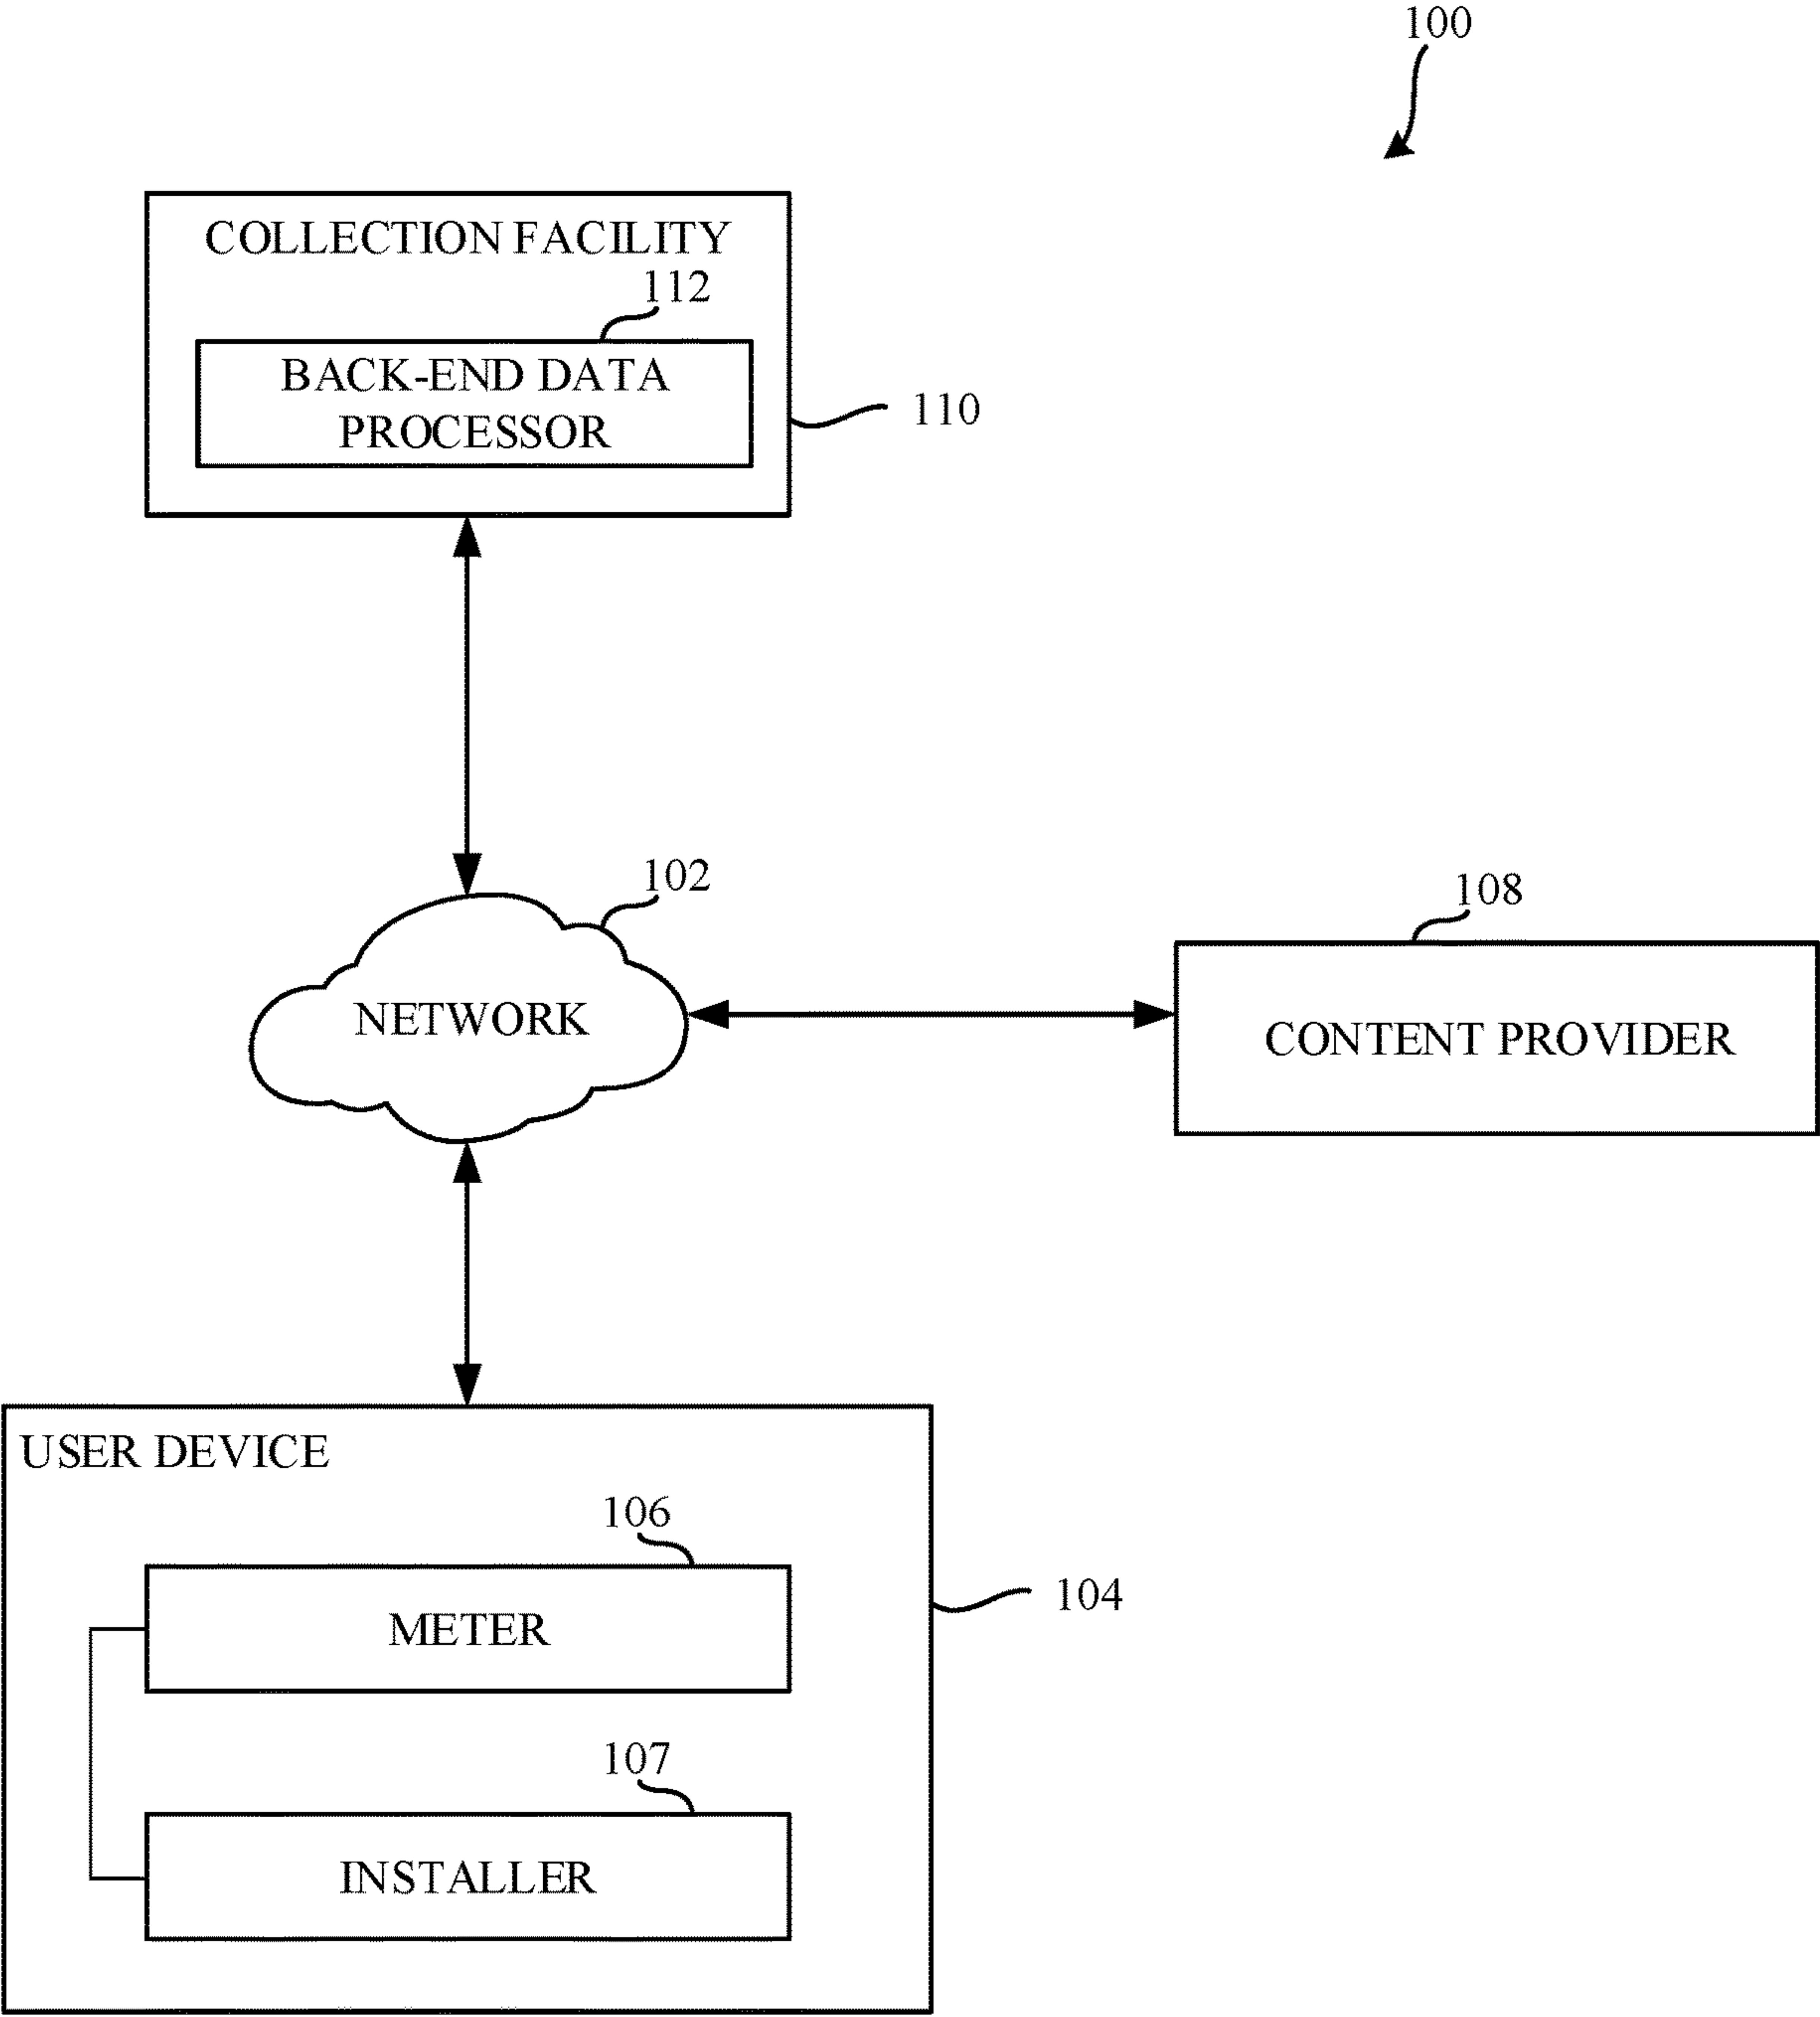 100
COLLECTION FACILITY
112
BACK-END DATA
PROCESSOR
110
102
108
NETWORK
CONTENT PROVIDER
USER DEVICE
106
104
METER
107
INSTALLER